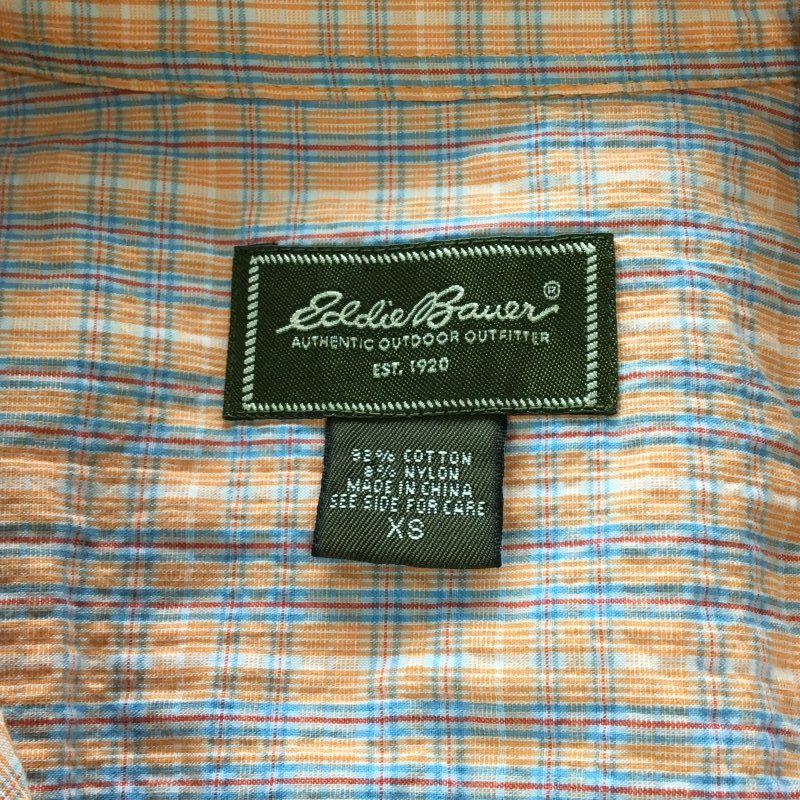 Eddie Bauer®
AUTHENTIC OUTDOOR OUTFITTER
EST. 1920
92% COTTON
8% NYLON
MADE IN CHINA
SEE SIDE FOR CARE
XS